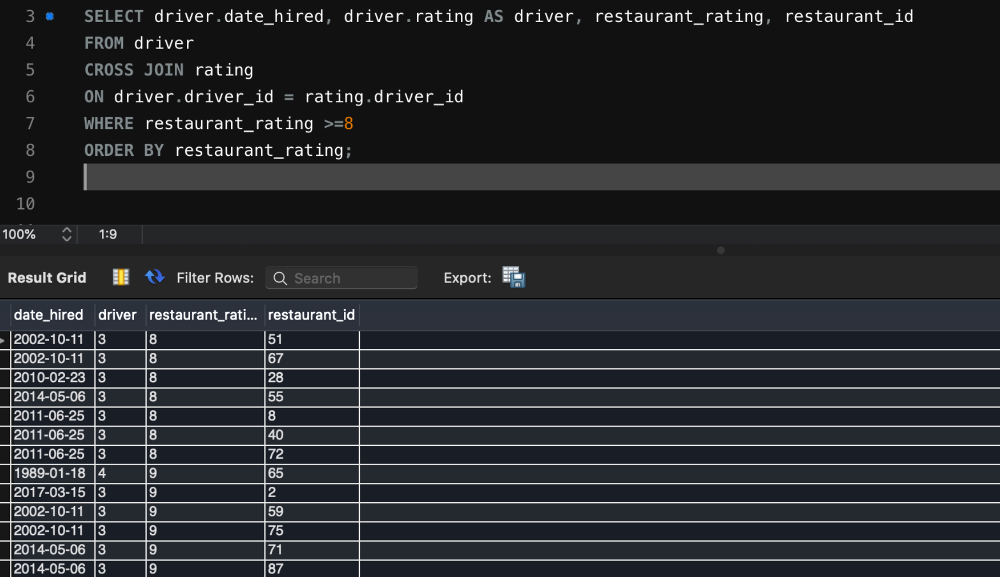 3 SELECT driver.date_hired, driver.rating AS driver, restaurant_rating, restaurant_id
4 FROM driver
5 CROSS JOIN rating
6 ON driver.driver_id = rating.driver_id
7 WHERE restaurant_rating >=8
8 ORDER BY restaurant_rating;
9
10
100% 1:9
Result Grid Filter Rows: Search Export:
date_hired driver restaurant_rati... restaurant_id
2002-10-11 3 8 51
2002-10-11 3 8 67
2010-02-23 3 8 28
2014-05-06 3 8 55
2011-06-25 3 8 8
2011-06-25 3 8 40
2011-06-25 3 8 72
1989-01-18 4 9 65
2017-03-15 3 9 2
2002-10-11 3 9 59
2002-10-11 3 9 75
2014-05-06 3 9 71
2014-05-06 3 9 87